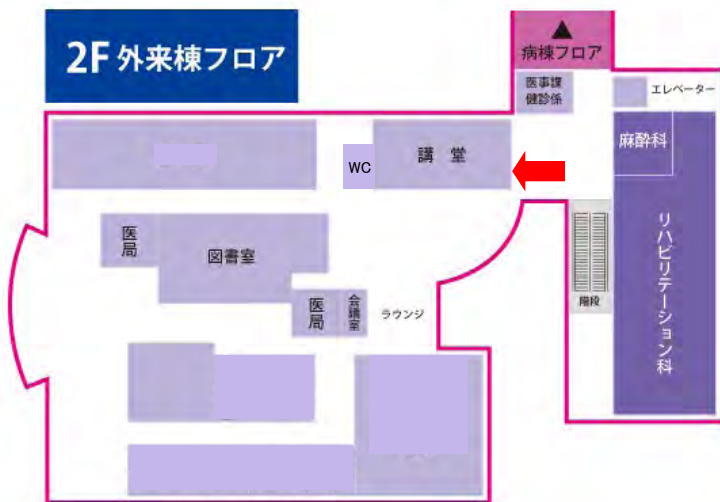 2F 外来棟フロア
▲
病棟フロア
医事課
健診係
エレベーター
麻酔科
WC
講 堂
医局
図書室
リハビリテーション科
階段
医局
会議室
ラウンジ